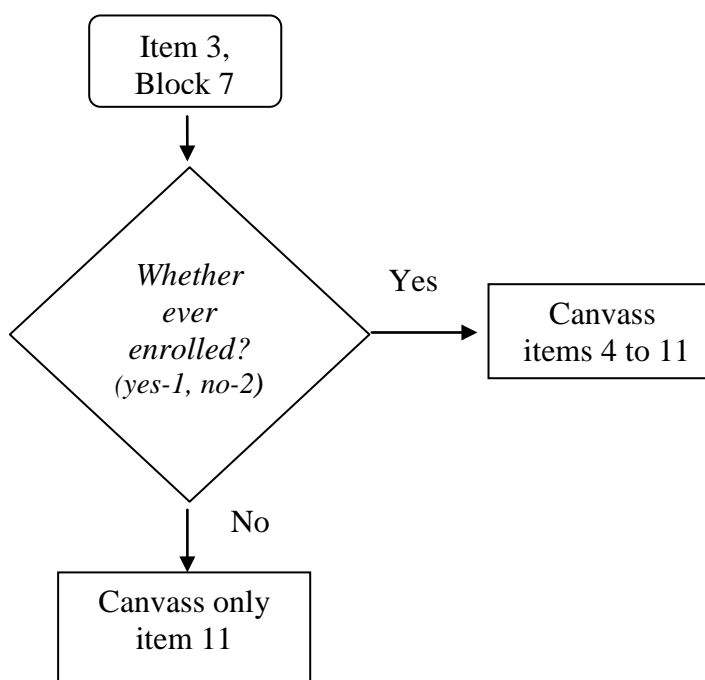 Item 3,
Block 7
Whether
ever
enrolled?
(yes-1, no-2)
Yes
Canvass
items 4 to 11
No
Canvass only
item 11